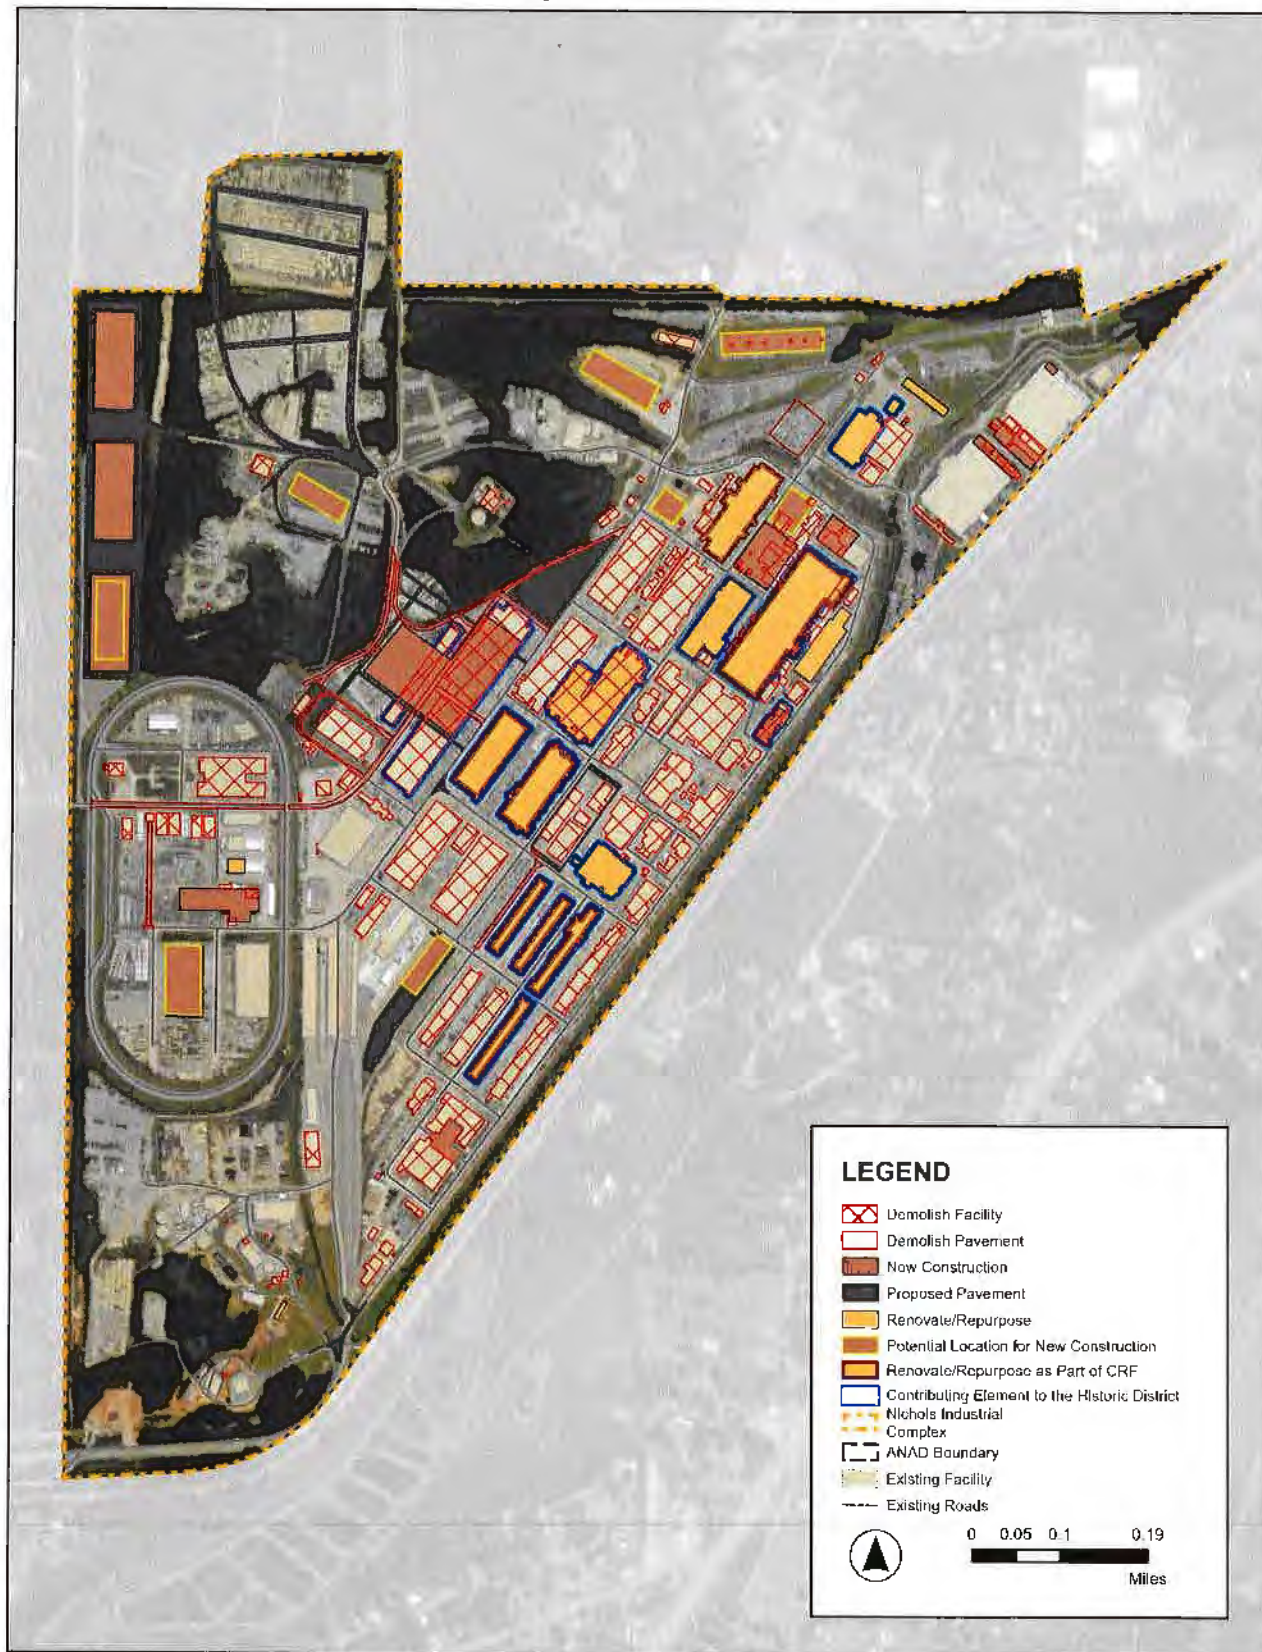 LEGEND
Demolish Facility
Demolish Pavement
New Construction
Proposed Pavement
Renovate/Repurpose
Potential Location for New Construction
Renovate/Repurpose as Part of CRF
Contributing Element to the Historic District
Nichols Industrial
Complex
ANAD Boundary
Existing Facility
Existing Roads
0 0.05 0.1 0.19
Miles